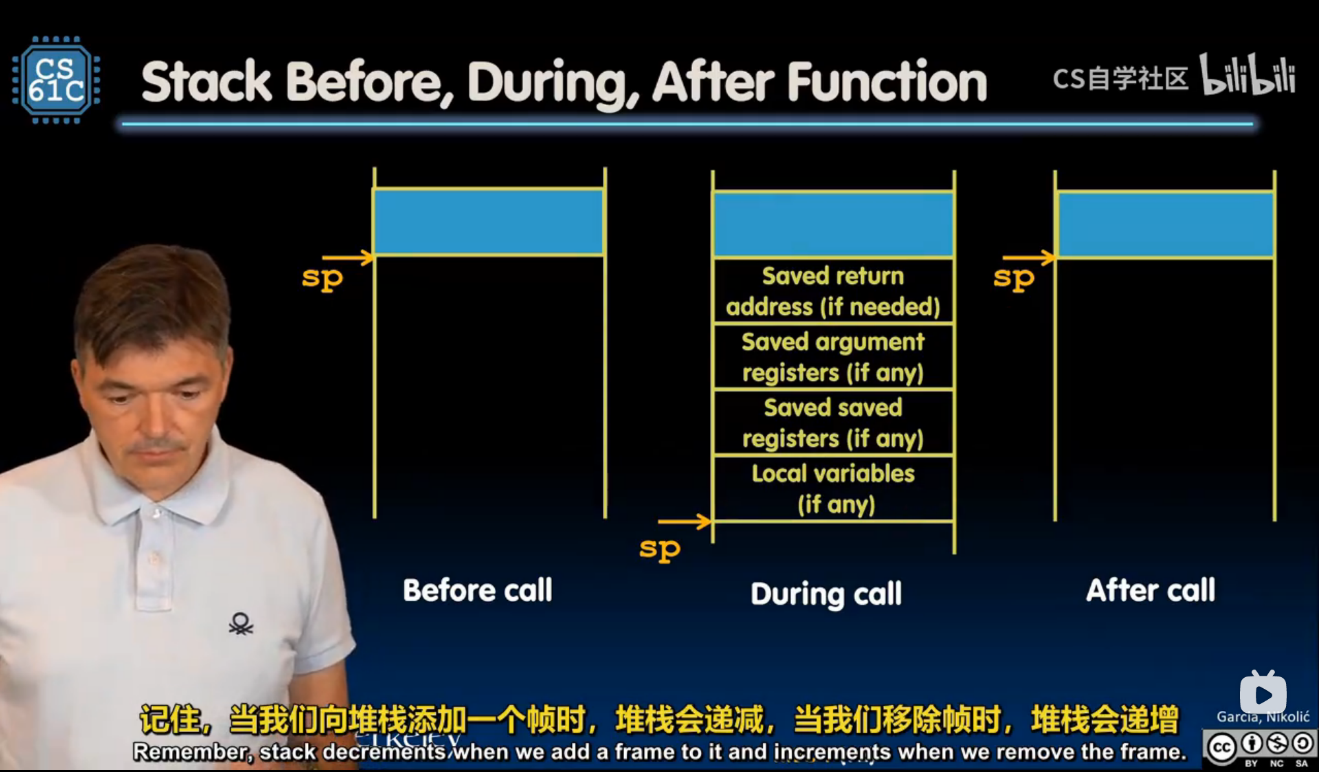 CS
61C
Stack Before, During, After Function
CS自学社区 bilibili
sp
Saved return
address (if needed)
Saved argument
registers (if any)
Saved saved
registers (if any)
Local variables
(if any)
sp
sp
Before call
During call
After call
记住，当我们向堆栈添加一个帧时，堆栈会递减，当我们移除帧时，堆栈会递增
Remember, stack decrements when we add a frame to it and increments when we remove the frame.
Garcia, Nikolić
cc
BY NC SA